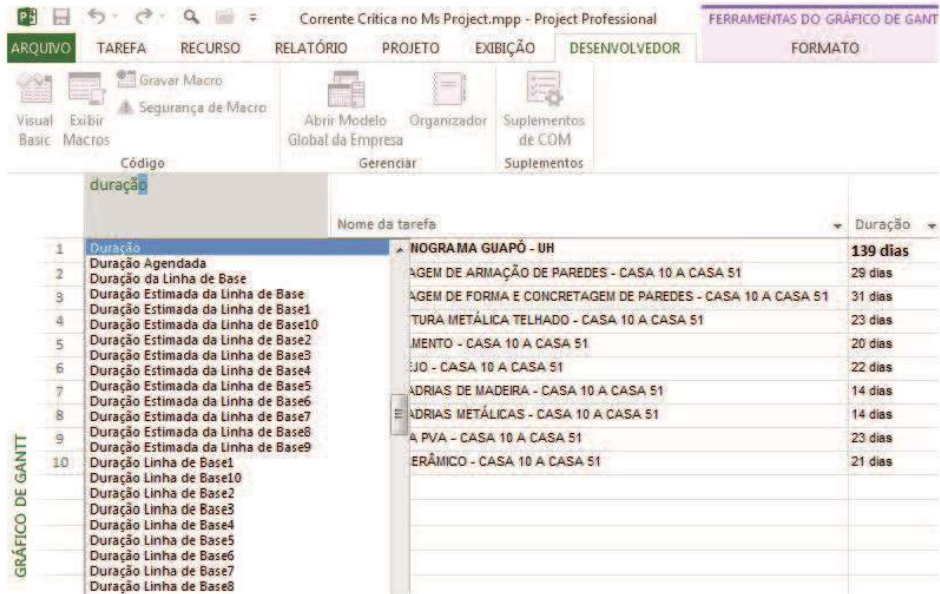 Corrente Crítica no Ms Project.mpp - Project Professional
FERRAMENTAS DO GRÁFICO DE GANT
ARQUIVO TAREFA RECURSO RELATÓRIO PROJETO EXIBIÇÃO DESENVOLVEDOR FORMATO
Visual Basic
Exibir Macros
Gravar Macro
Segurança de Macro
Abrir Modelo Global da Empresa
Organizador
Suplementos de COM
Código
Gerenciar
Suplementos
duração
Nome da tarefa
Duração
1 NOGRAMA GUAPÔ - UH 139 dias
2 AGEM DE ARMAÇÃO DE PAREDES - CASA 10 A CASA 51 29 dias
3 AGEM DE FORMA E CONCRETAGEM DE PAREDES - CASA 10 A CASA 51 31 dias
4 TURA METÁLICA TELHADO - CASA 10 A CASA 51 23 dias
5 MENTO - CASA 10 A CASA 51 20 dias
6 EJO - CASA 10 A CASA 51 22 dias
7 ADRIAS DE MADEIRA - CASA 10 A CASA 51 14 dias
8 ADRIAS METÁLICAS - CASA 10 A CASA 51 14 dias
9 A PVA - CASA 10 A CASA 51 23 dias
10 ERÂMICO - CASA 10 A CASA 51 21 dias
Duração
Duração Agendada
Duração da Linha de Base
Duração Estimada da Linha de Base
Duração Estimada da Linha de Base1
Duração Estimada da Linha de Base10
Duração Estimada da Linha de Base2
Duração Estimada da Linha de Base3
Duração Estimada da Linha de Base4
Duração Estimada da Linha de Base5
Duração Estimada da Linha de Base6
Duração Estimada da Linha de Base7
Duração Estimada da Linha de Base8
Duração Estimada da Linha de Base9
Duração Linha de Base1
Duração Linha de Base10
Duração Linha de Base2
Duração Linha de Base3
Duração Linha de Base4
Duração Linha de Base5
Duração Linha de Base6
Duração Linha de Base7
Duração Linha de Base8
GRÁFICO DE GANTT